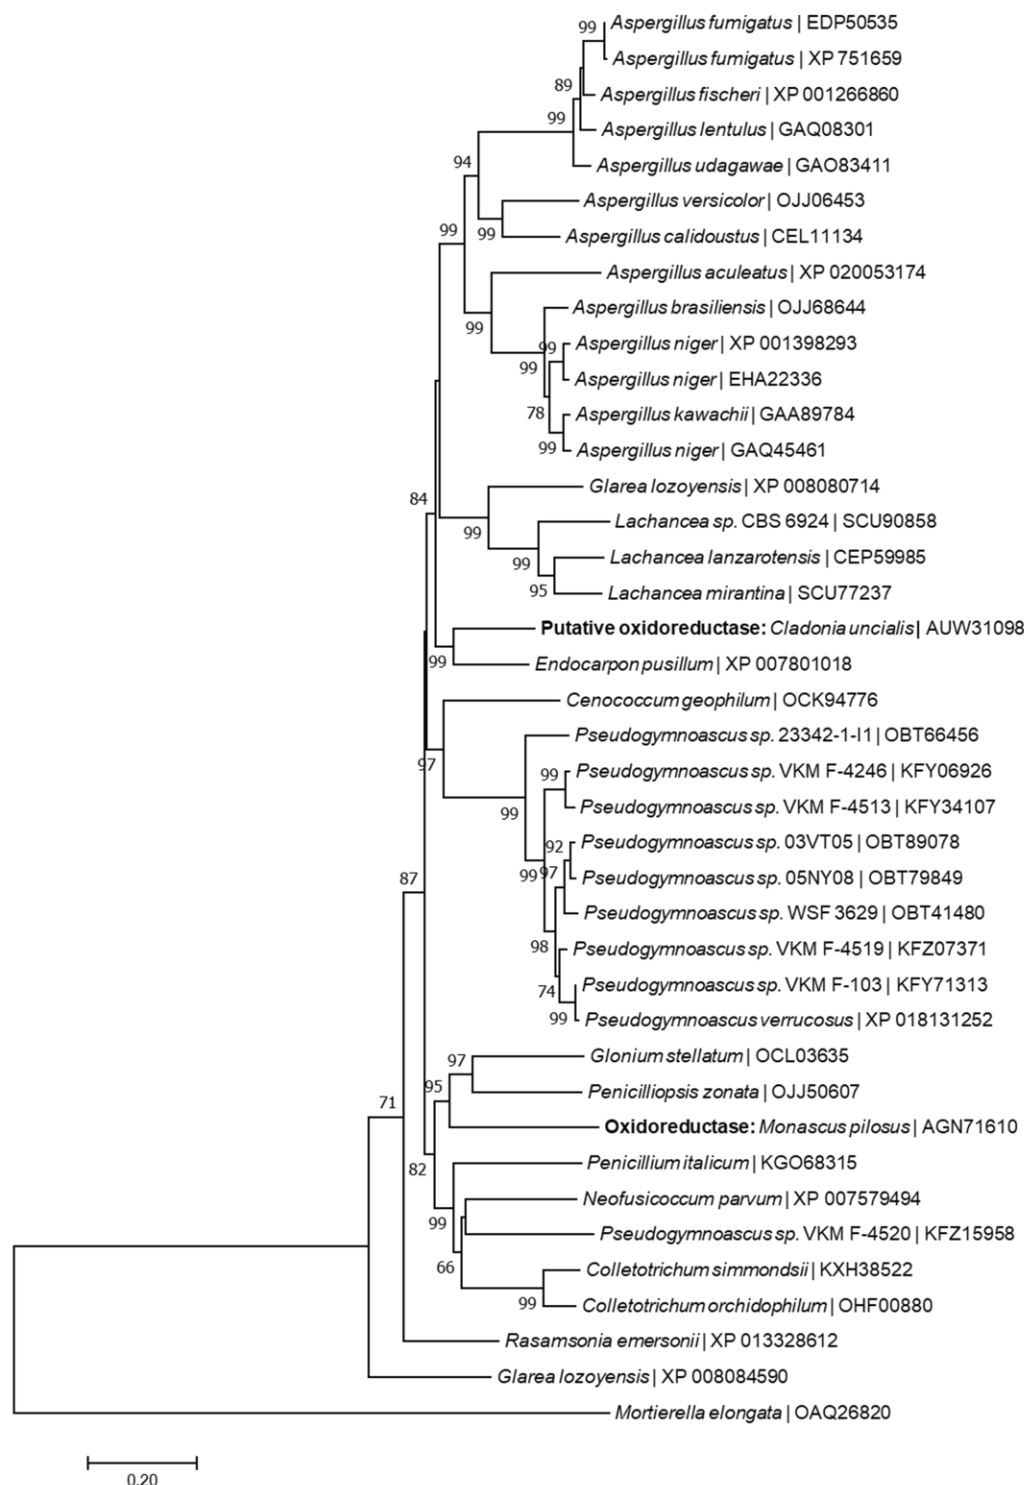 99
Aspergillus fumigatus | EDP50535
Aspergillus fumigatus | XP 751659
89
Aspergillus fischeri | XP 001266860
99
Aspergillus lentulus | GAQ08301
94
Aspergillus udagawae | GAO83411
Aspergillus versicolor | OJJ06453
99
99
Aspergillus calidoustus | CEL11134
Aspergillus aculeatus | XP 020053174
99
Aspergillus brasiliensis | OJJ68644
99
Aspergillus niger | XP 001398293
99
Aspergillus niger | EHA22336
78
Aspergillus kawachii | GAA89784
99
Aspergillus niger | GAQ45461
84
Glarea lozoyensis | XP 008080714
99
Lachancea sp. CBS 6924 | SCU90858
99
Lachancea lanzarotensis | CEP59985
95
Lachancea mirantina | SCU77237
Putative oxidoreductase: Cladonia uncialis | AUW31098
99
Endocarpon pusillum | XP 007801018
Cenococcum geophilum | OCK94776
97
Pseudogymnoascus sp. 23342-1-I1 | OBT66456
99
Pseudogymnoascus sp. VKM F-4246 | KFY06926
99
Pseudogymnoascus sp. VKM F-4513 | KFY34107
92
Pseudogymnoascus sp. 03VT05 | OBT89078
87
99
97
Pseudogymnoascus sp. 05NY08 | OBT79849
Pseudogymnoascus sp. WSF 3629 | OBT41480
98
Pseudogymnoascus sp. VKM F-4519 | KFZ07371
74
Pseudogymnoascus sp. VKM F-103 | KFY71313
99
Pseudogymnoascus verrucosus | XP 018131252
97
Glonium stellatum | OCL03635
95
Penicilliopsis zonata | OJJ50607
71
Oxidoreductase: Monascus pilosus | AGN71610
82
Penicillium italicum | KGO68315
Neofusicoccum parvum | XP 007579494
99
Pseudogymnoascus sp. VKM F-4520 | KFZ15958
66
Colletotrichum simmondsii | KXH38522
99
Colletotrichum orchidophilum | OHF00880
Rasamsonia emersonii | XP 013328612
Glarea lozoyensis | XP 008084590
Mortierella elongata | OAQ26820
0.20